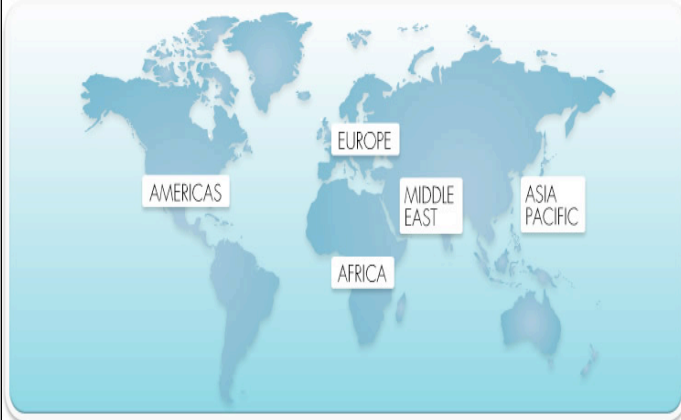 EUROPE
AMERICAS
MIDDLE
EAST
ASIA
PACIFIC
AFRICA